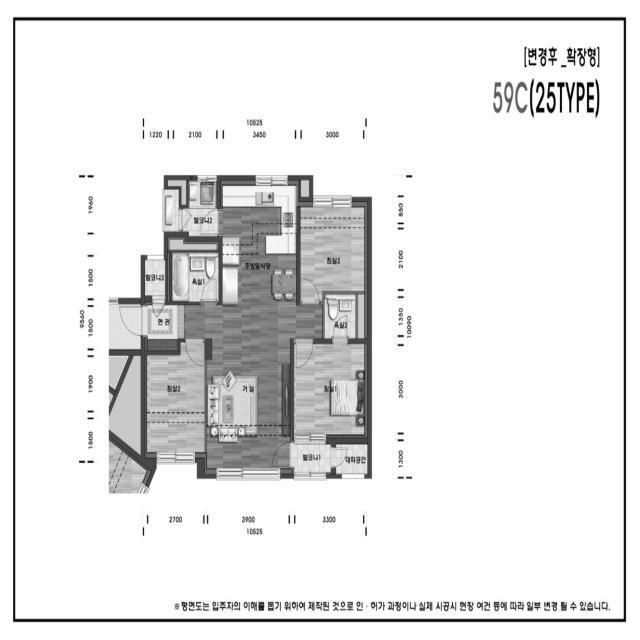 [변경후 _확장형]
59C(25TYPE)
10525
1220 2100 3450 3000
1960
1500
1500
1900
1500
9560
850
2100
1350
3000
1300
10090
발코니2
주방및식당
침실3
발코니3
욕실1
현관
욕실2
침실2
거 실
침실1
발코니1
대피공간
2700 3900 3300
10525
※평면도는 입주자의 이해를 돕기 위하여 제작된 것으로 인·허가 과정이나 실제 시공시 현장 여건 등에 따라 일부 변경 될 수 있습니다.